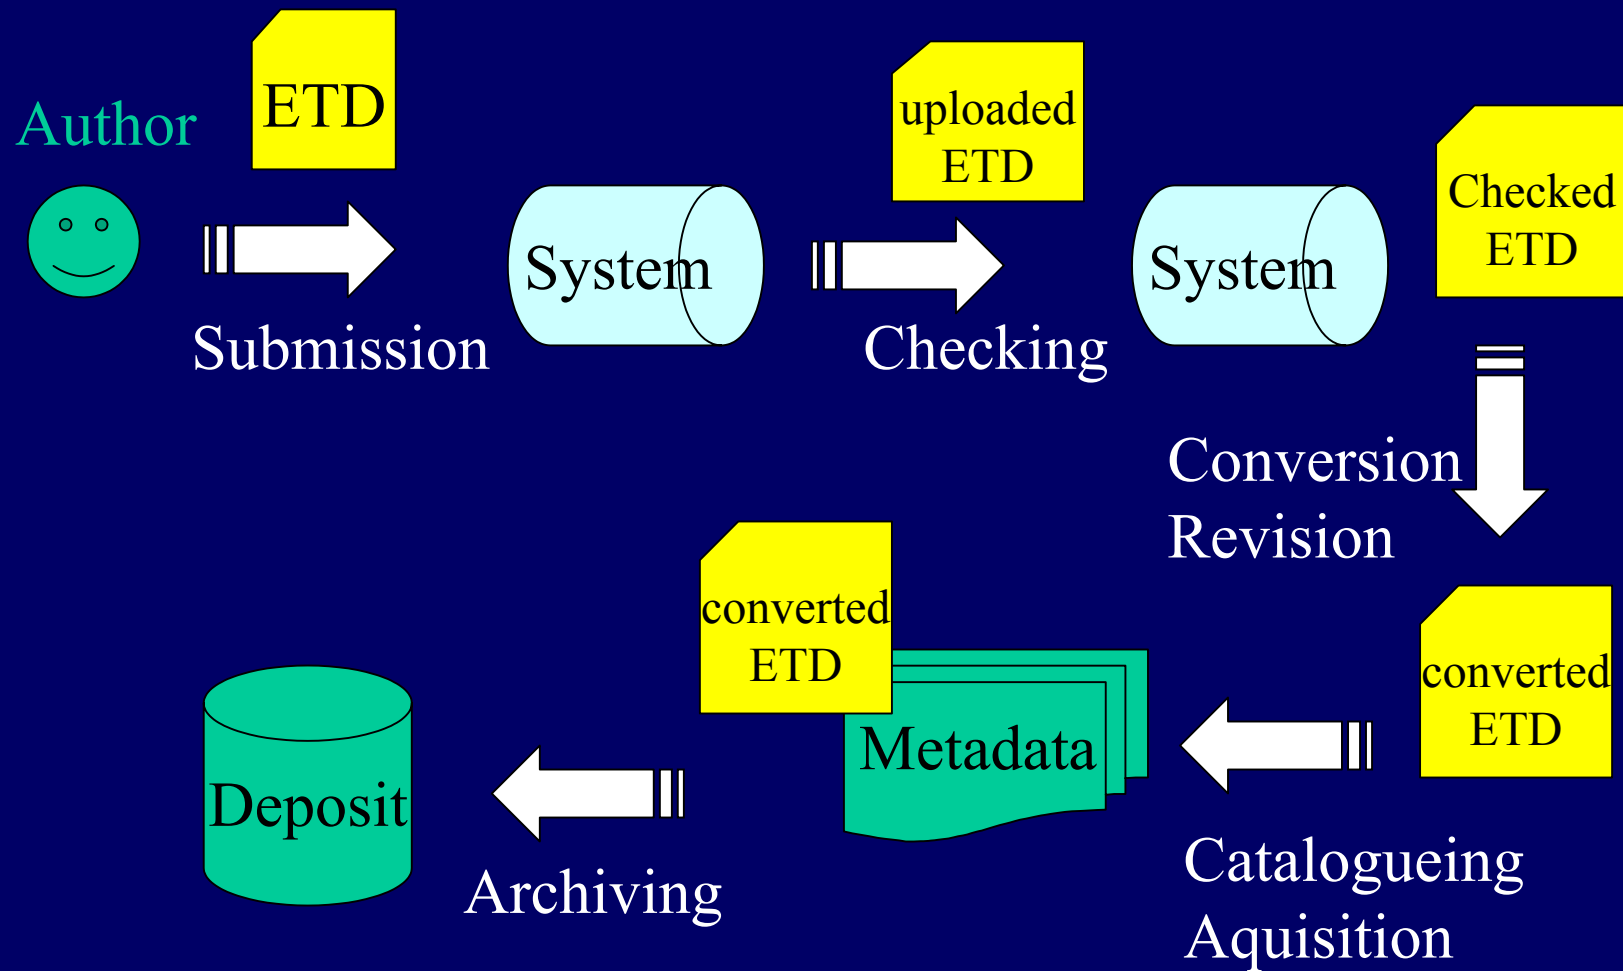 Author
ETD
Submission
System
uploaded
ETD
Checking
System
Checked
ETD
Conversion
Revision
converted
ETD
Catalogueing
Aquisition
converted
ETD
Metadata
Archiving
Deposit